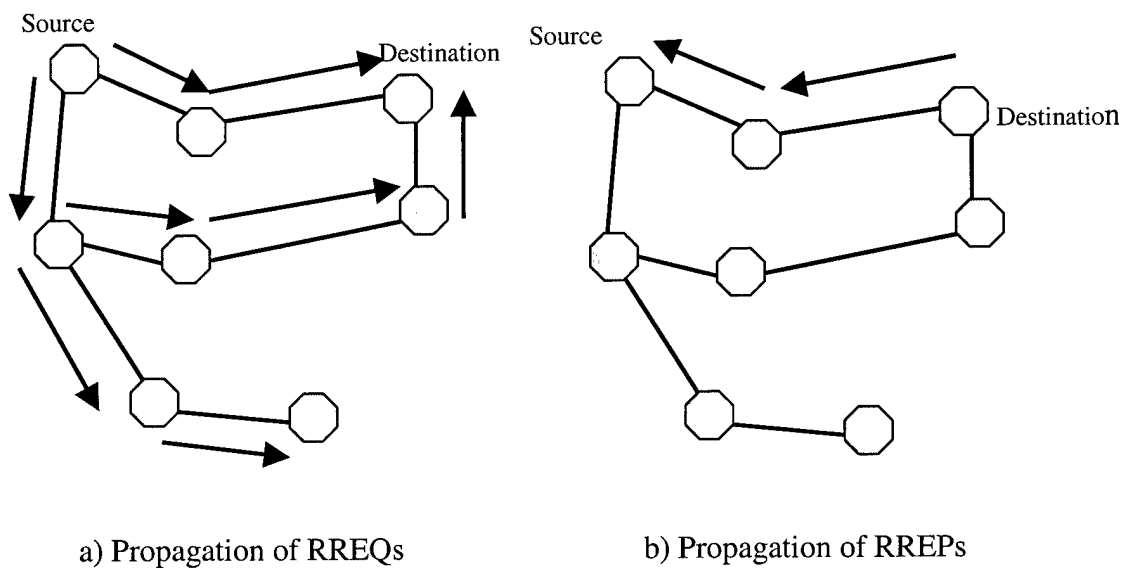 Source
Destination
Source
Destination
a) Propagation of RREQs
b) Propagation of RREPs